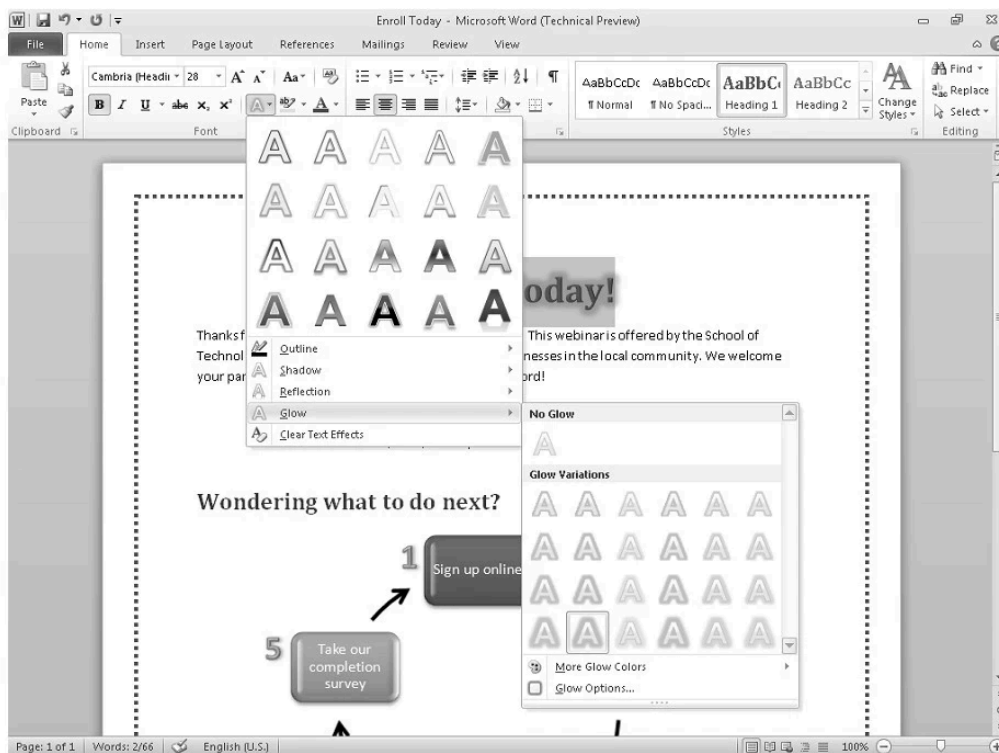 Enroll Today - Microsoft Word (Technical Preview)
File Home Insert Page Layout References Mailings Review View
Paste
Cambria (Headin 28
Clipboard Font Styles Editing
AaBbCcDc AaBbCcDc AaBbC AaBbCc
¶ Normal ¶ No Spaci... Heading 1 Heading 2
Change Styles
Find
Replace
Select
oday!
Thanks f This webinar is offered by the School of
Technol nesses in the local community. We welcome
your par ord!
Outline
Shadow
Reflection
Glow
Clear Text Effects
No Glow
Glow Variations
More Glow Colors
Glow Options...
Wondering what to do next?
1 Sign up online
5 Take our
completion
survey
Page: 1 of 1 Words: 2/66 English (U.S.) 100%